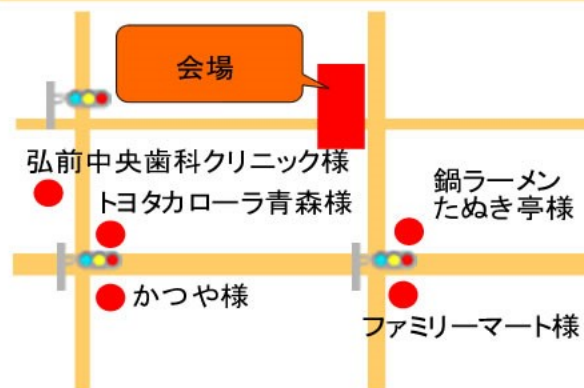 会場
弘前中央歯科クリニック様
トヨタカローラ青森様
鍋ラーメン
たぬき亭様
かつや様
ファミリーマート様